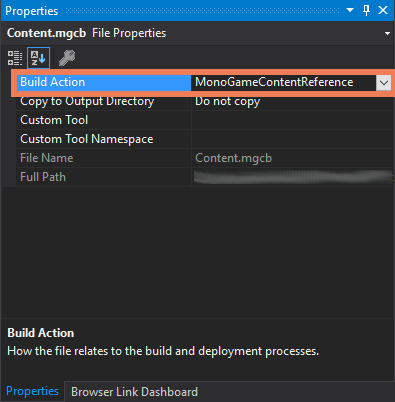 Properties
Content.mgcb File Properties
Build Action MonoGameContentReference
Copy to Output Directory Do not copy
Custom Tool
Custom Tool Namespace
File Name Content.mgcb
Full Path
Build Action
How the file relates to the build and deployment processes.
Properties Browser Link Dashboard